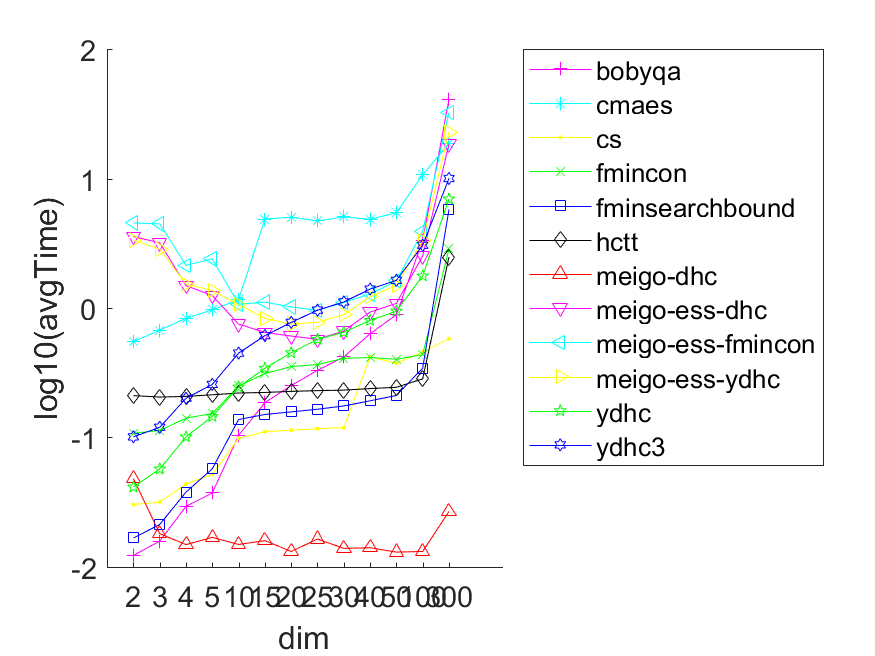 2
1
0
-1
-2
log10(avgTime)
2 3 4 5 10 15 20 25 30 40 50 100 300
dim
bobyqa
cmaes
cs
fmincon
fminsearchbound
hctt
meigo-dhc
meigo-ess-dhc
meigo-ess-fmincon
meigo-ess-ydhc
ydhc
ydhc3